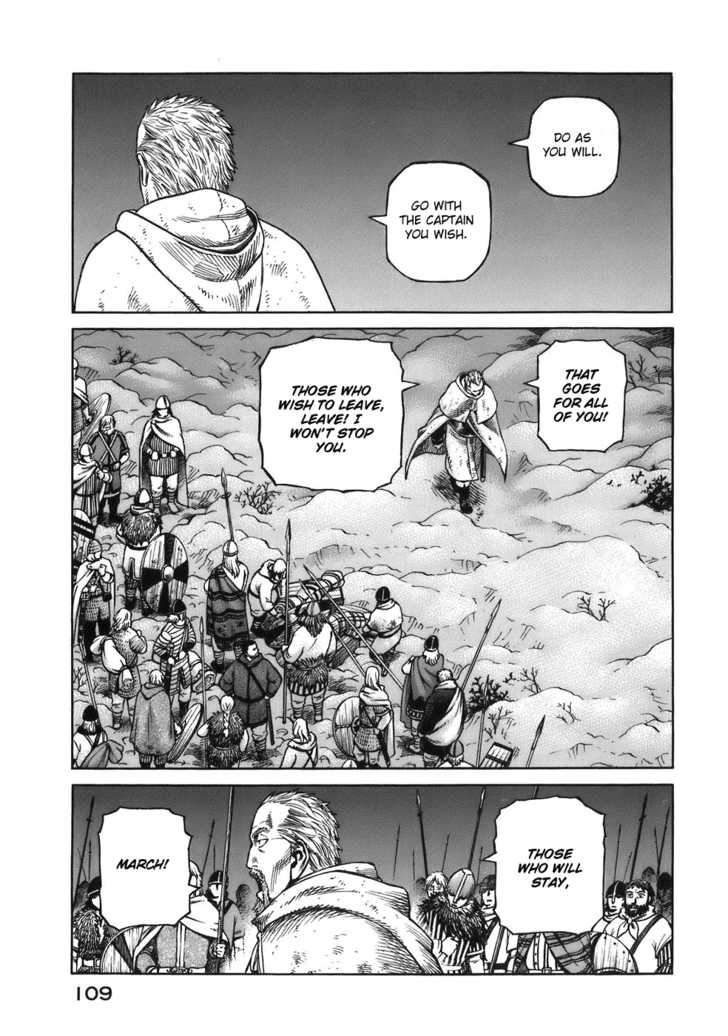 DO AS
YOU WILL.
GO WITH
THE CAPTAIN
YOU WISH.
THAT
GOES
FOR ALL
OF YOU!
THOSE WHO
WISH TO LEAVE,
LEAVE! I
WON'T STOP
YOU.
THOSE
WHO WILL
STAY,
MARCH!
109